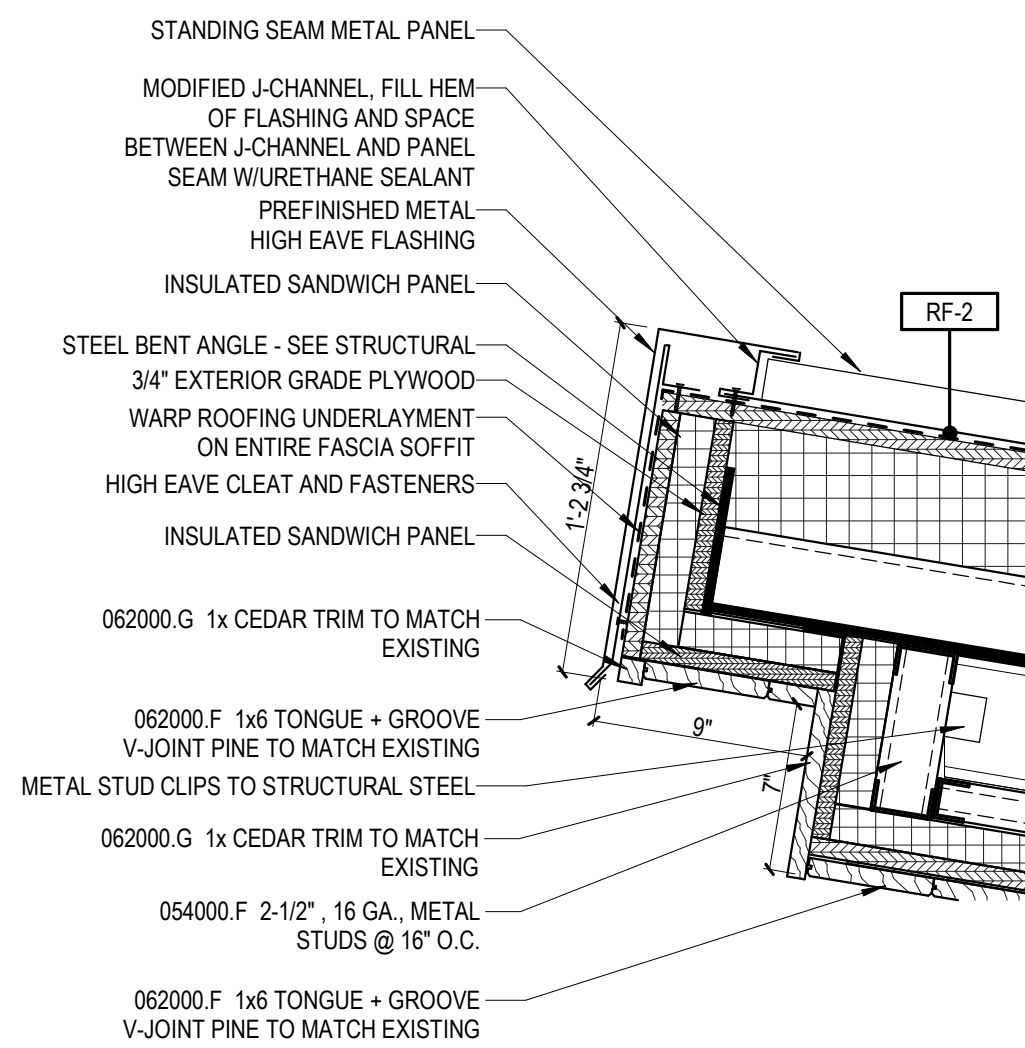 STANDING SEAM METAL PANEL
MODIFIED J-CHANNEL, FILL HEM
OF FLASHING AND SPACE
BETWEEN J-CHANNEL AND PANEL
SEAM W/URETHANE SEALANT
PREFINISHED METAL
HIGH EAVE FLASHING
INSULATED SANDWICH PANEL
RF-2
STEEL BENT ANGLE - SEE STRUCTURAL
3/4" EXTERIOR GRADE PLYWOOD
WARP ROOFING UNDERLAYMENT
ON ENTIRE FASCIA SOFFIT
HIGH EAVE CLEAT AND FASTENERS
1'-2 3/4"
INSULATED SANDWICH PANEL
062000.G 1x CEDAR TRIM TO MATCH
EXISTING
062000.F 1x6 TONGUE + GROOVE
V-JOINT PINE TO MATCH EXISTING
9"
METAL STUD CLIPS TO STRUCTURAL STEEL
7"
062000.G 1x CEDAR TRIM TO MATCH
EXISTING
054000.F 2-1/2" , 16 GA., METAL
STUDS @ 16" O.C.
062000.F 1x6 TONGUE + GROOVE
V-JOINT PINE TO MATCH EXISTING